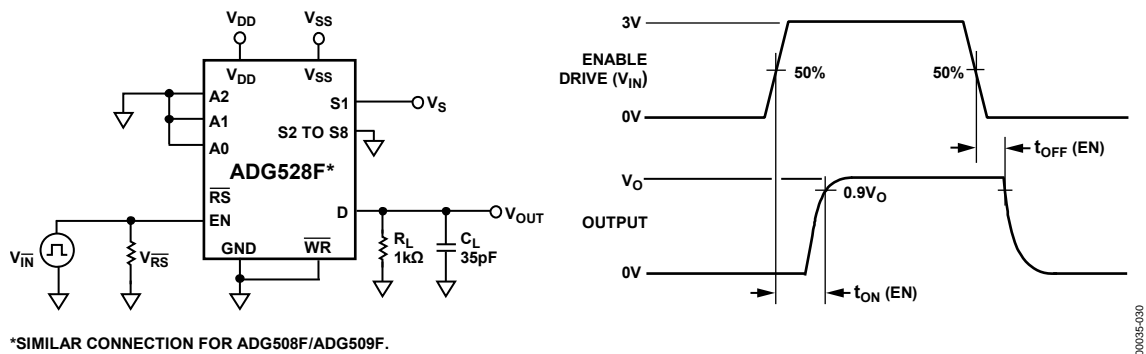 VDD
VSS
VDD
VSS
A2
A1
A0
S1
VS
S2 TO S8
ADG528F*
RS
EN
D
VOUT
GND
WR
VIN
VRS
RL
1kΩ
CL
35pF
*SIMILAR CONNECTION FOR ADG508F/ADG509F.
3V
ENABLE
DRIVE (VIN)
50%
50%
0V
tOFF (EN)
VO
0.9VO
OUTPUT
0V
tON (EN)
00035-030